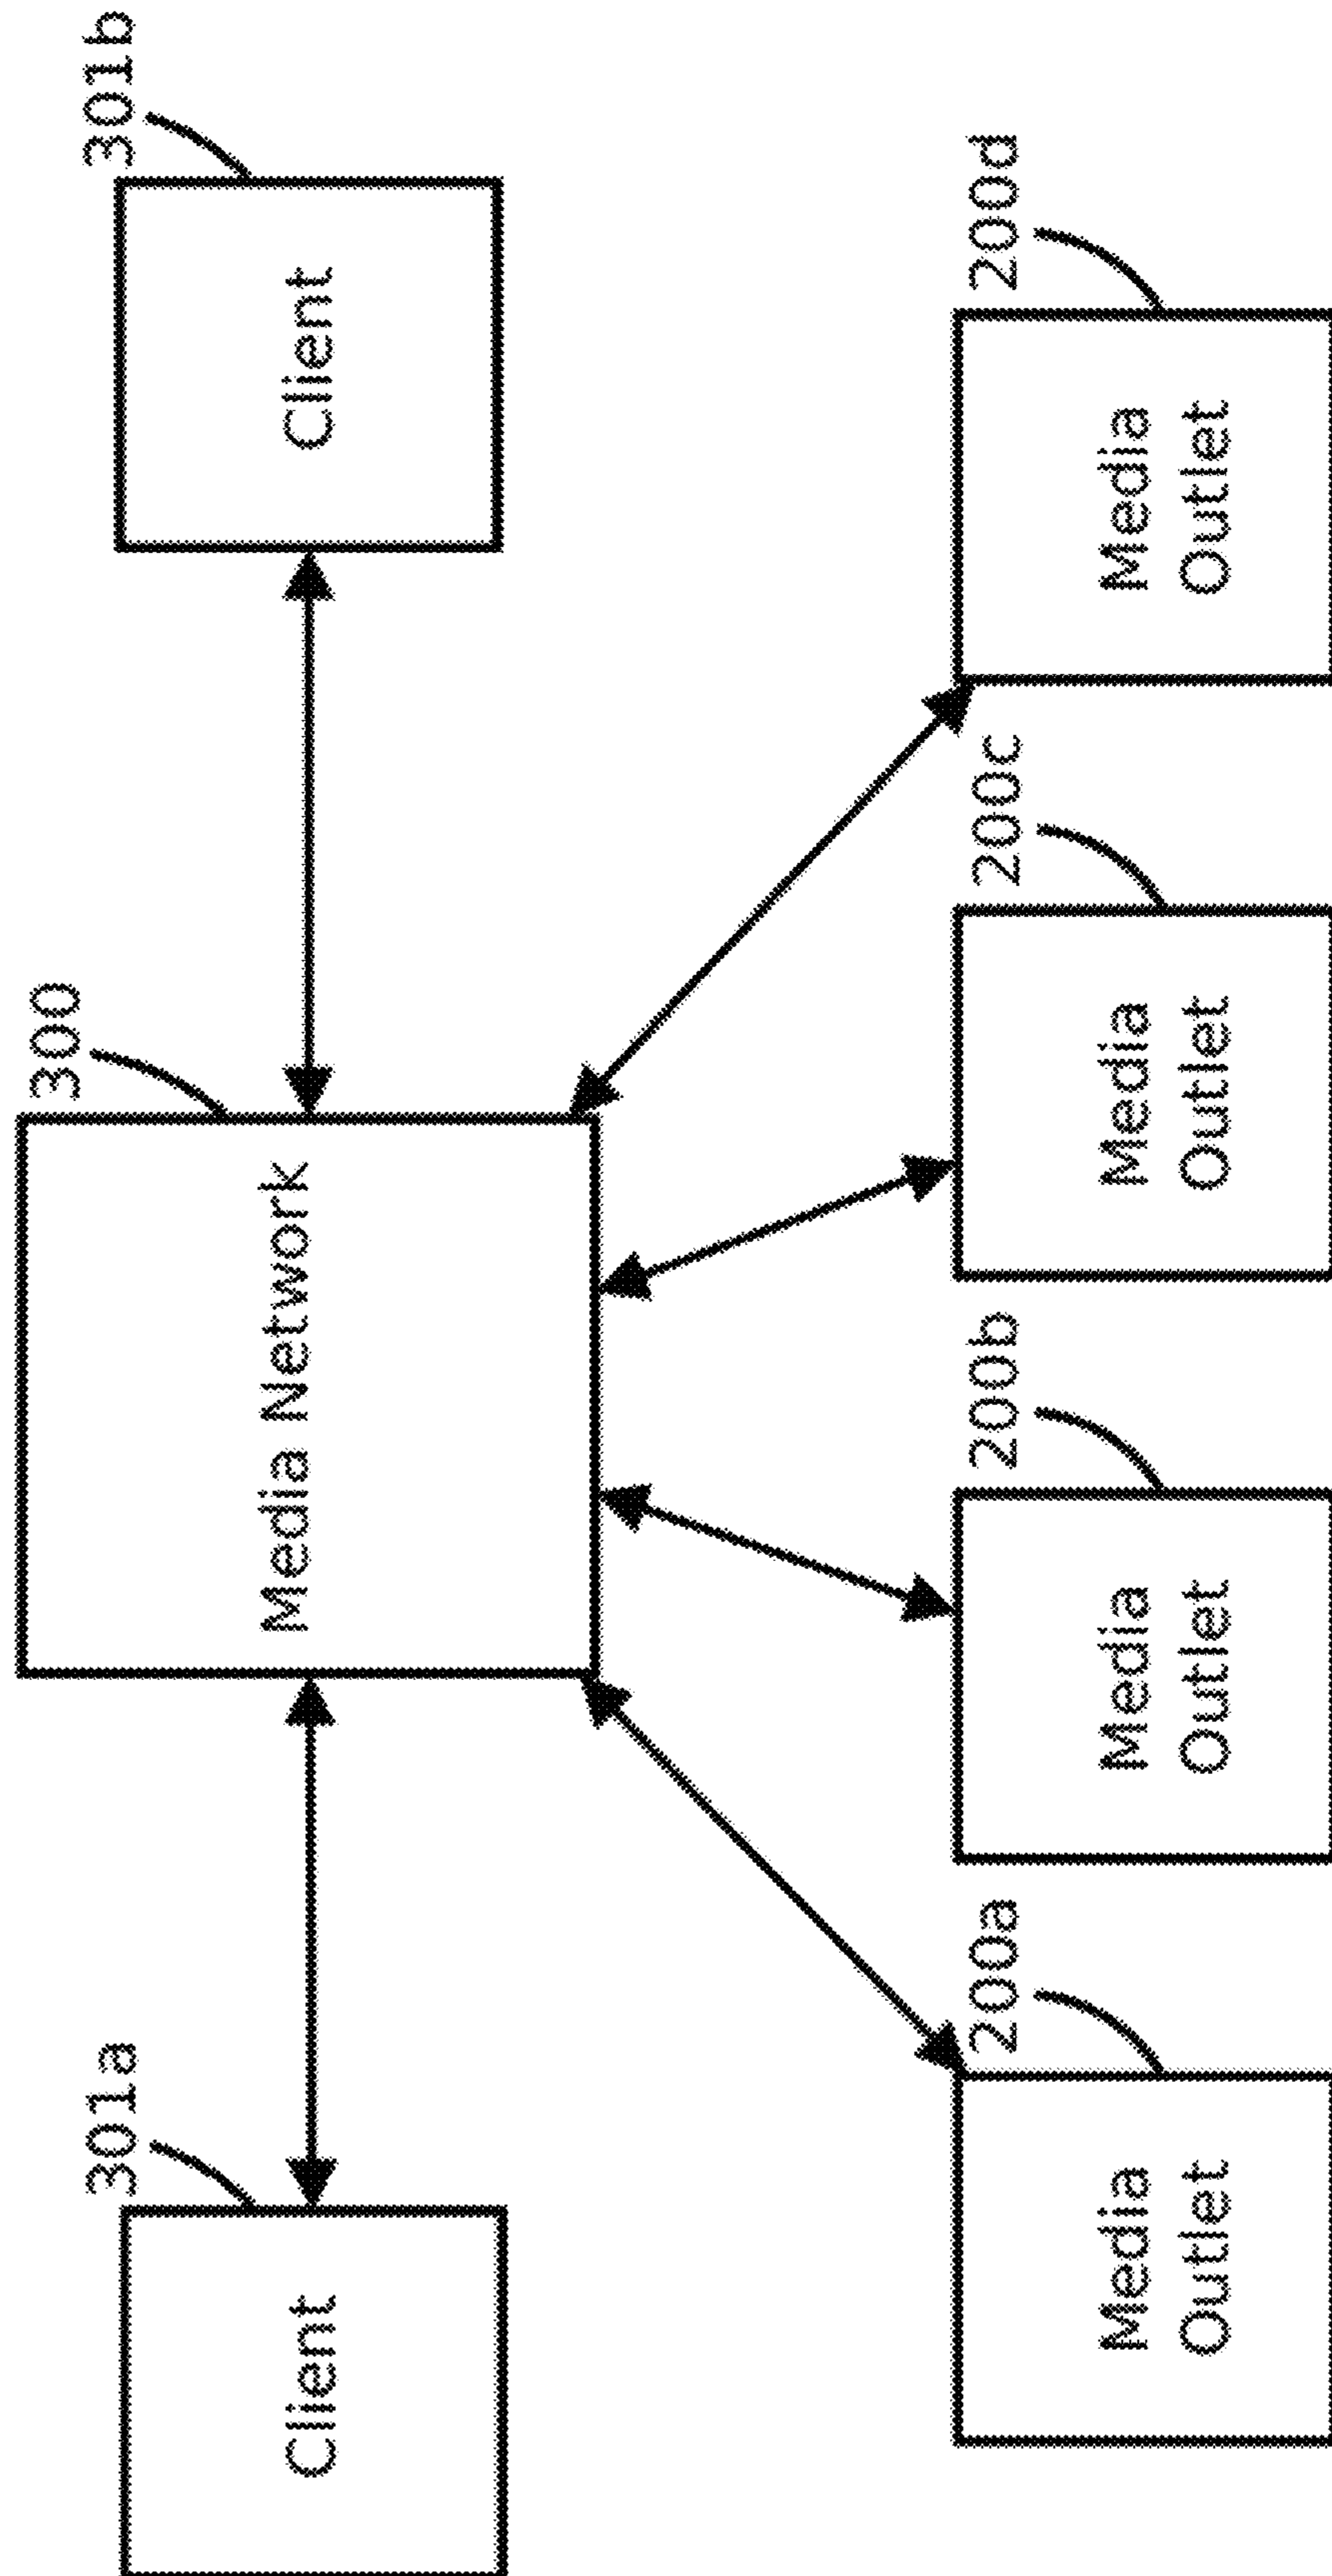 300
301a
301b
Client
Media Network
Client
200a
200b
200c
200d
Media
Outlet
Media
Outlet
Media
Outlet
Media
Outlet